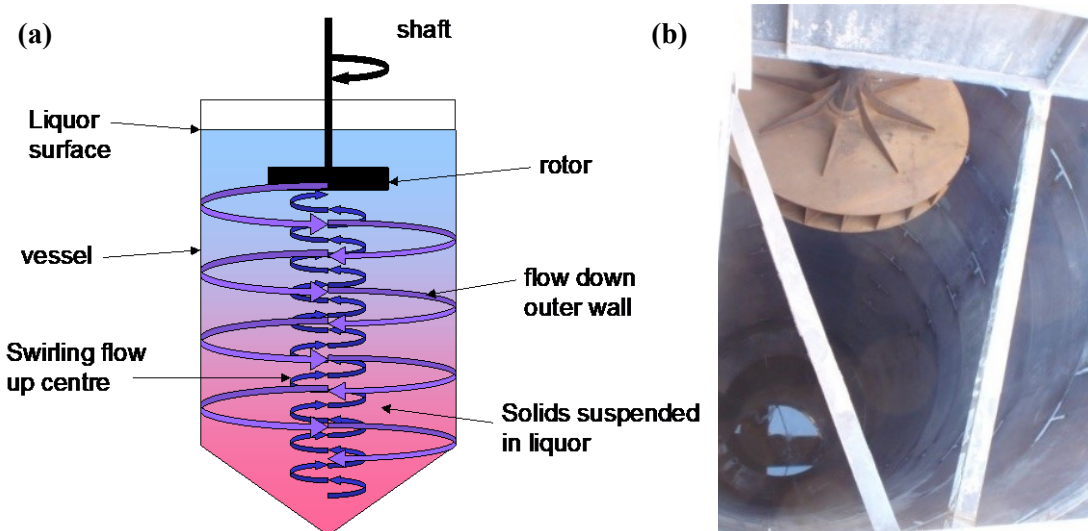 (a)
shaft
(b)
Liquor
surface
rotor
vessel
flow down
outer wall
Swirling flow
up centre
Solids suspended
in liquor